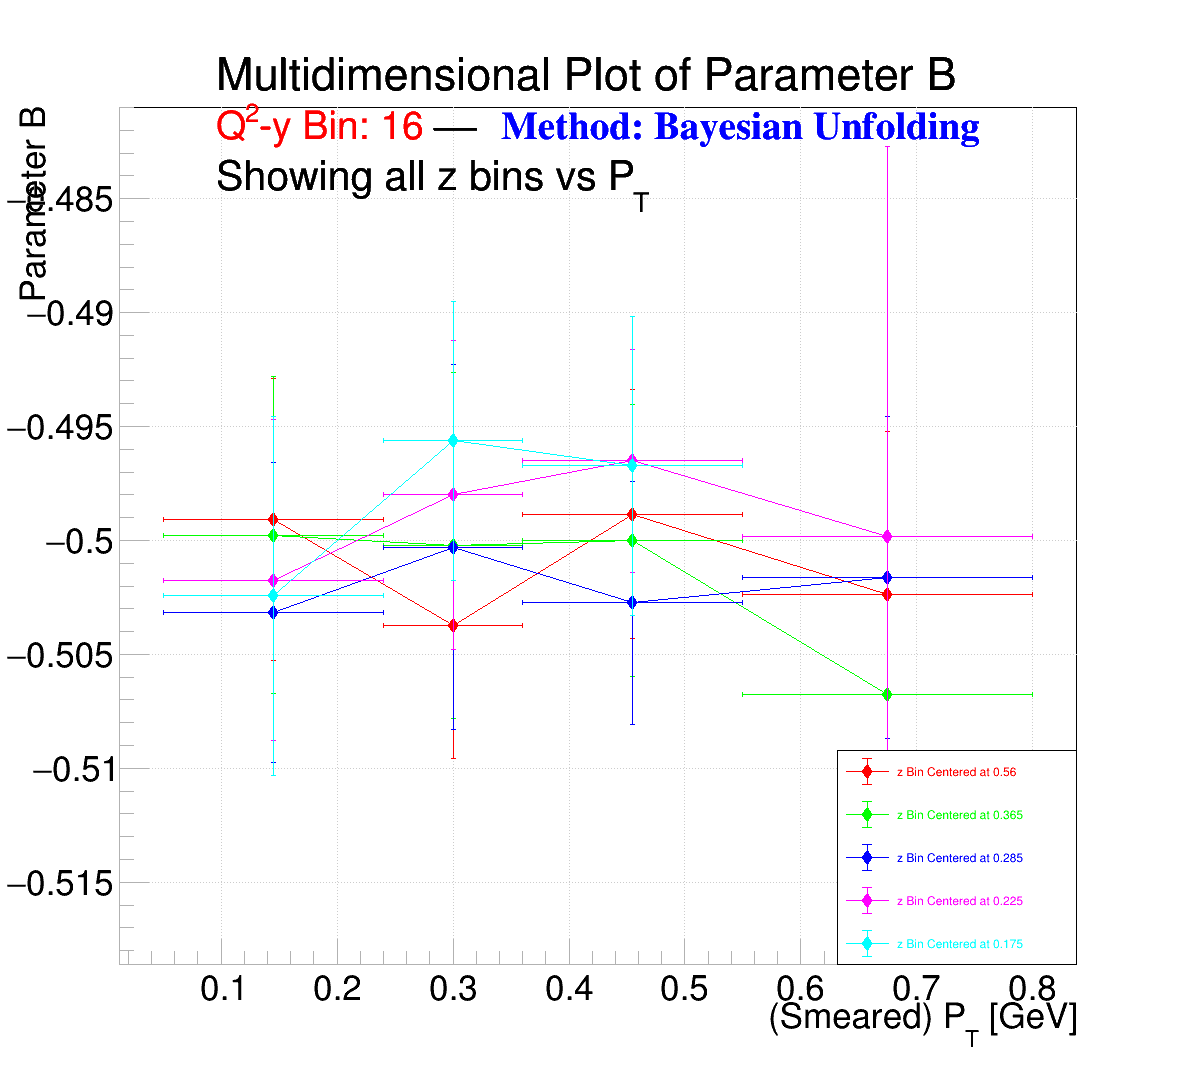 Multidimensional Plot of Parameter B
Q²-y Bin: 16 — Method: Bayesian Unfolding
Showing all z bins vs P_T
Parameter B
−0.485
−0.49
−0.495
−0.5
−0.505
−0.51
−0.515
z Bin Centered at 0.56
z Bin Centered at 0.365
z Bin Centered at 0.285
z Bin Centered at 0.225
z Bin Centered at 0.175
0.1 0.2 0.3 0.4 0.5 0.6 0.7 0.8
(Smeared) P_T [GeV]